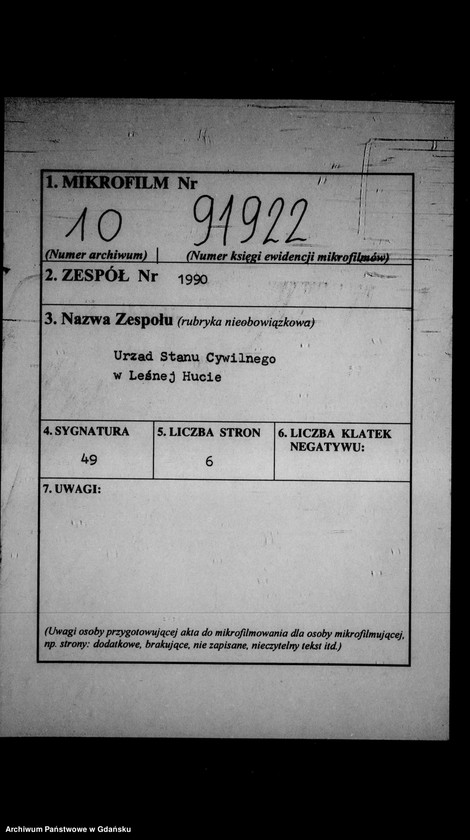 1. MIKROFILM Nr
10 91922
(Numer archiwum) (Numer księgi ewidencji mikrofilmów)
2. ZESPÓŁ Nr 1990
3. Nazwa Zespołu (rubryka nieobowiązkowa)
Urzad Stanu Cywilnego
w Leśnej Hucie
4. SYGNATURA 5. LICZBA STRON 6. LICZBA KLATEK
NEGATYWU:
49 6
7. UWAGI:
(Uwagi osoby przygotowującej akta do mikrofilmowania dla osoby mikrofilmującej,
np. strony: dodatkowe, brakujące, nie zapisane, nieczytelny tekst itd.)
Archiwum Państwowe w Gdańsku